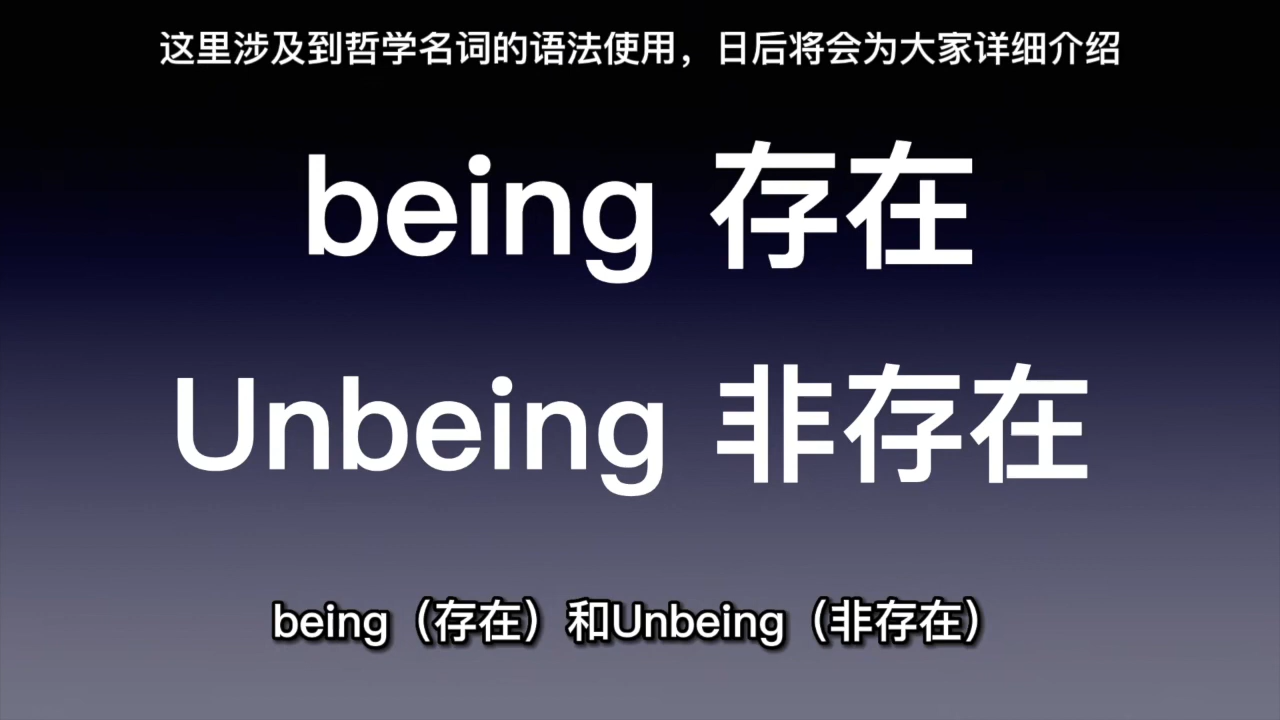 这里涉及到哲学名词的语法使用，日后将会为大家详细介绍
being 存在
Unbeing 非存在
being（存在）和Unbeing（非存在）